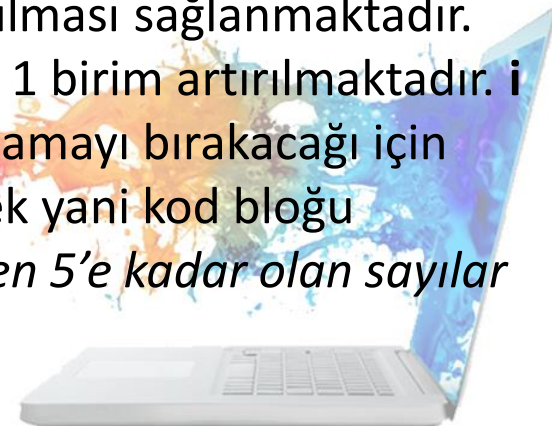 ılması sağlanmaktadır.
1 birim artırılmaktadır. i
amayı bırakacağı için
ek yani kod bloğu
en 5'e kadar olan sayılar